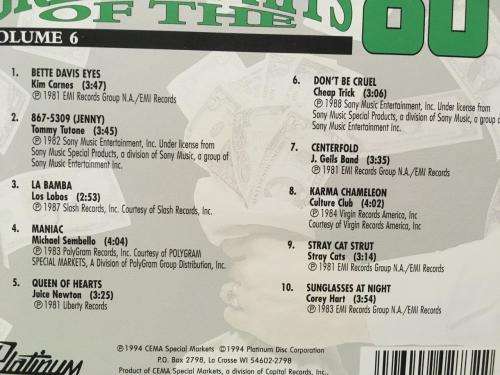 OF THE
80
VOLUME 6
1. BETTE DAVIS EYES
Kim Carnes (3:47)
℗ 1981 EMI Records Group N.A./EMI Records
2. 867-5309 (JENNY)
Tommy Tutone (3:45)
℗ 1982 Sony Music Entertainment, Inc. Under license from
Sony Music Special Products, a division of Sony Music, a group of
Sony Music Entertainment Inc.
3. LA BAMBA
Los Lobos (2:53)
℗ 1987 Slash Records, Inc. Courtesy of Slash Records, Inc.
4. MANIAC
Michael Sembello (4:04)
℗ 1983 PolyGram Records, Inc. Courtesy of POLYGRAM
SPECIAL MARKETS, A Division of PolyGram Group Distribution, Inc.
5. QUEEN OF HEARTS
Juice Newton (3:25)
℗ 1981 Liberty Records
6. DON'T BE CRUEL
Cheap Trick (3:06)
℗ 1988 Sony Music Entertainment, Inc. Under license from
Sony Music Special Products, a division of Sony Music, a group o
Sony Music Entertainment Inc.
7. CENTERFOLD
J. Geils Band (3:35)
℗ 1981 EMI Records Group N.A./EMI Records
8. KARMA CHAMELEON
Culture Club (4:02)
℗ 1984 Virgin Records America, Inc
Courtesy of Virgin Records America, Inc.
9. STRAY CAT STRUT
Stray Cats (3:14)
℗ 1981 EMI Records Group N.A./EMI Records
10. SUNGLASSES AT NIGHT
Corey Hart (3:54)
℗ 1983 EMI Records Group N.A./EMI Records
Platinum
℗1994 CEMA Special Markets ©1994 Platinum Disc Corporation
P.O. Box 2798, La Crosse WI 54602-2798
Product of CEMA Special Markets, a division of Capitol Records, Inc.